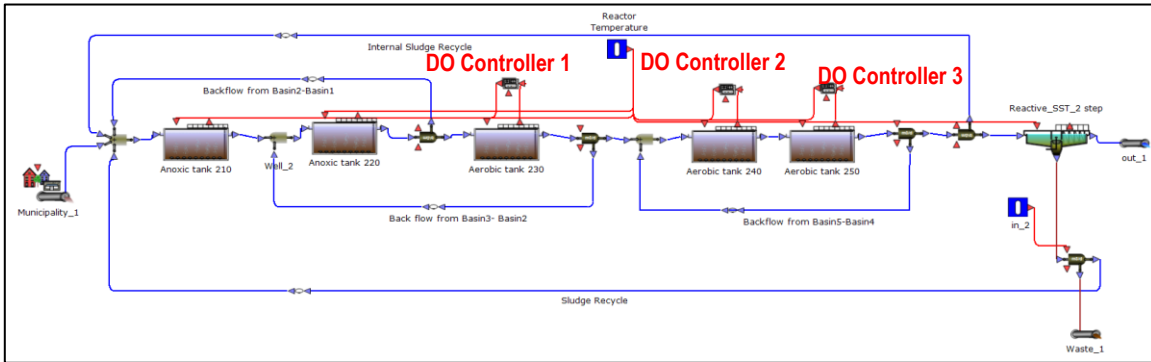 Reactor
Temperature
Internal Sludge Recycle
DO Controller 1
DO Controller 2
DO Controller 3
Backflow from Basin2-Basin1
Reactive_SST_2 step
Anoxic tank 210
Well_2
Anoxic tank 220
Aerobic tank 230
Aerobic tank 240
Aerobic tank 250
out_1
Municipality_1
Back flow from Basin3- Basin2
Backflow from Basin5-Basin4
in_2
Sludge Recycle
Waste_1